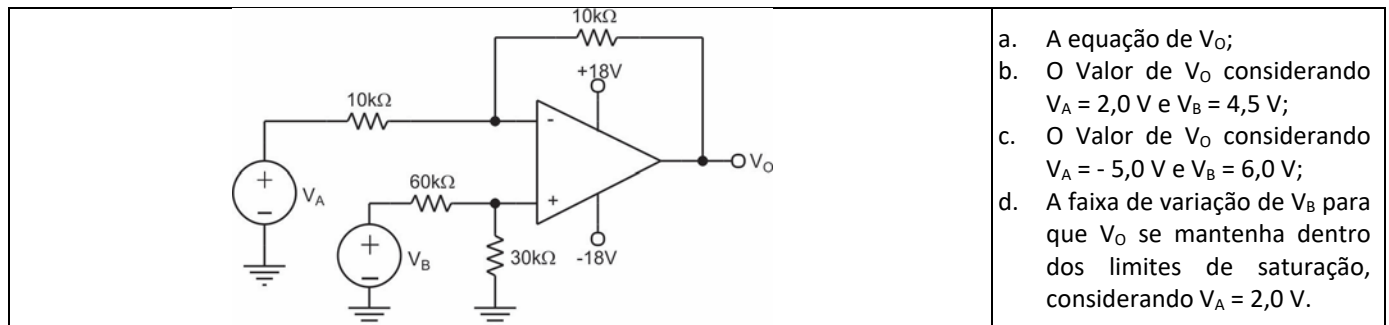 10kΩ
+18V
10kΩ
-
+
V_A
60kΩ
+
−
+
−
V_B
30kΩ
-18V
V_O
a. A equação de V_O;
b. O Valor de V_O considerando
V_A = 2,0 V e V_B = 4,5 V;
c. O Valor de V_O considerando
V_A = - 5,0 V e V_B = 6,0 V;
d. A faixa de variação de V_B para
que V_O se mantenha dentro
dos limites de saturação,
considerando V_A = 2,0 V.